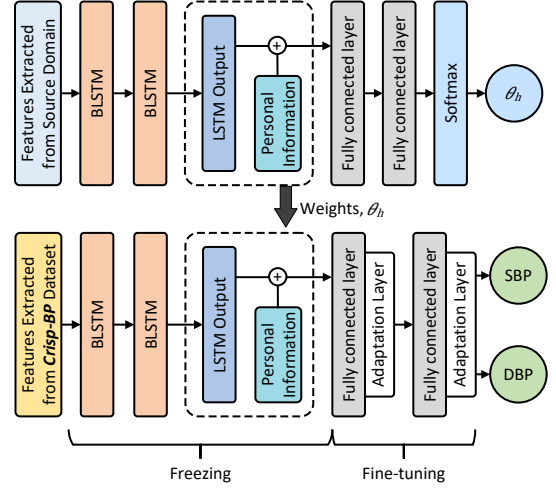 Features Extracted
from Source Domain
BLSTM
BLSTM
LSTM Output
+
Personal
Information
Fully connected layer
Fully connected layer
Softmax
θh
Weights, θh
Features Extracted
from Crisp-BP Dataset
BLSTM
BLSTM
LSTM Output
+
Personal
Information
Fully connected layer
Adaptation Layer
Fully connected layer
Adaptation Layer
SBP
DBP
Freezing
Fine-tuning